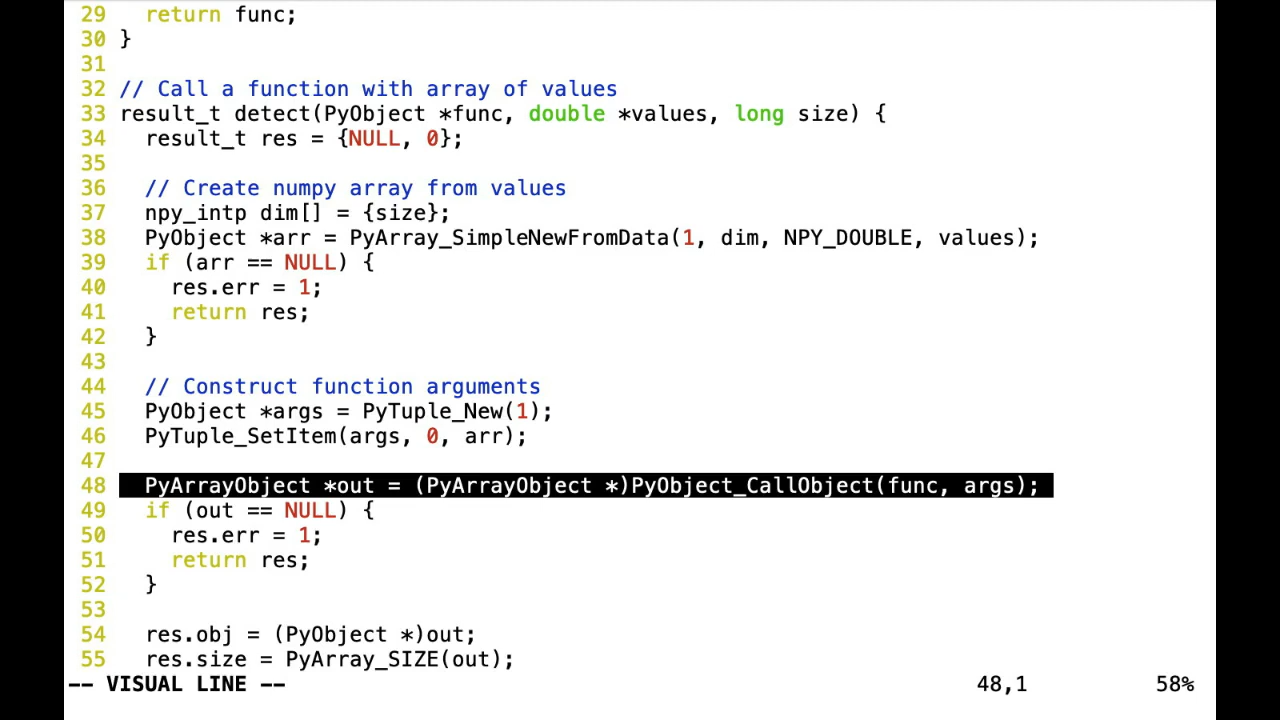 29 return func;
30 }
31
32 // Call a function with array of values
33 result_t detect(PyObject *func, double *values, long size) {
34 result_t res = {NULL, 0};
35
36 // Create numpy array from values
37 npy_intp dim[] = {size};
38 PyObject *arr = PyArray_SimpleNewFromData(1, dim, NPY_DOUBLE, values);
39 if (arr == NULL) {
40 res.err = 1;
41 return res;
42 }
43
44 // Construct function arguments
45 PyObject *args = PyTuple_New(1);
46 PyTuple_SetItem(args, 0, arr);
47
48 PyArrayObject *out = (PyArrayObject *)PyObject_CallObject(func, args);
49 if (out == NULL) {
50 res.err = 1;
51 return res;
52 }
53
54 res.obj = (PyObject *)out;
55 res.size = PyArray_SIZE(out);
-- VISUAL LINE -- 48,1 58%